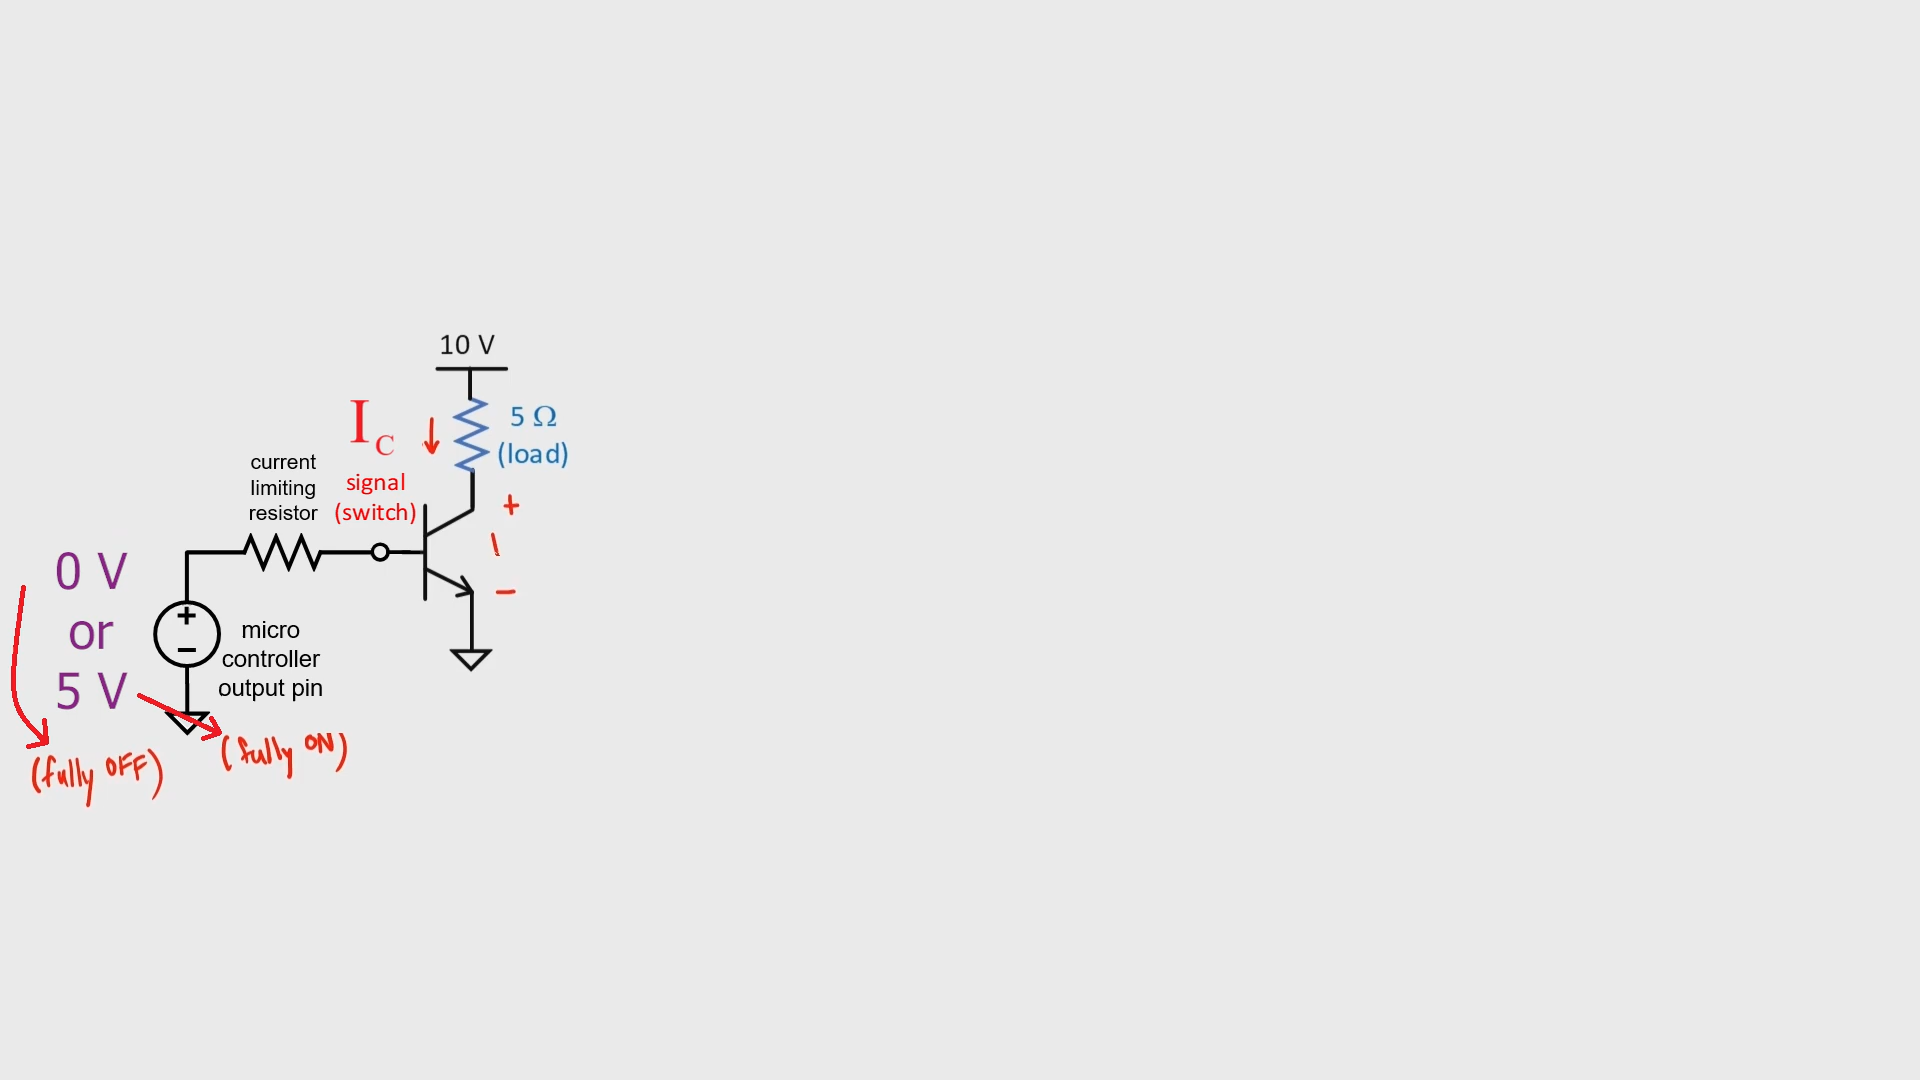 10 V
I
C
5 Ω
(load)
current
limiting
resistor
signal
(switch)
+
−
0 V
or
5 V
+
−
micro
controller
output pin
(fully OFF)
(fully ON)